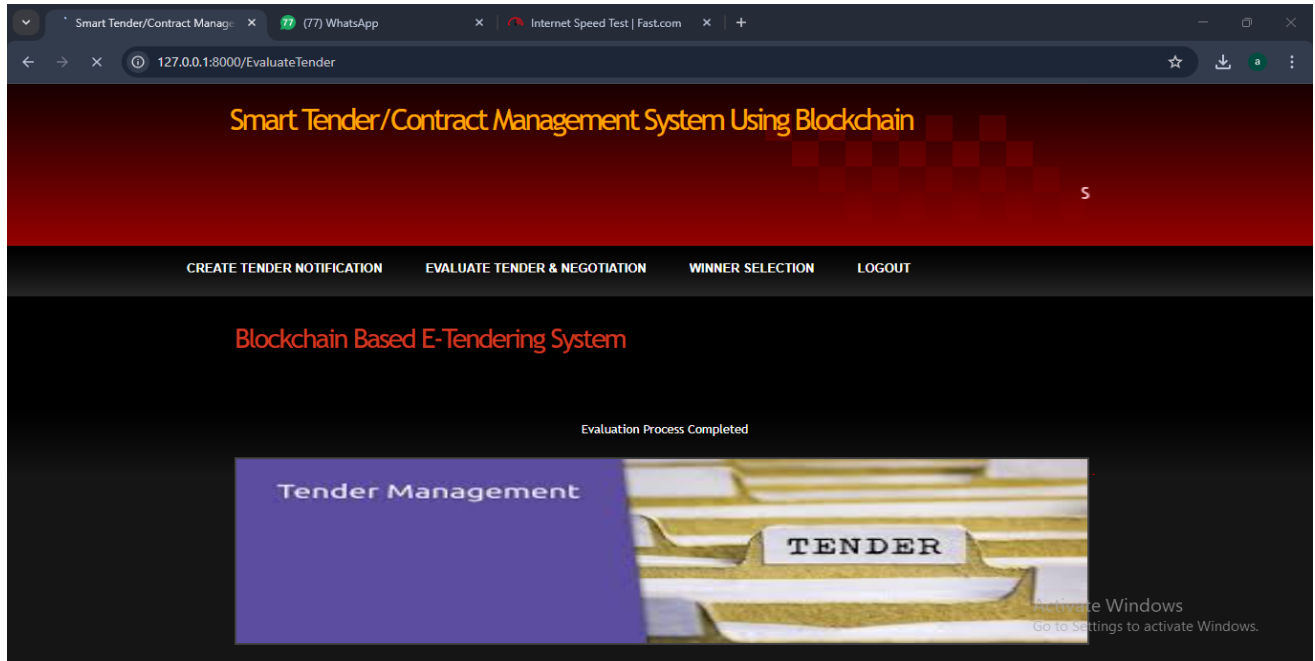 Smart Tender/Contract Manage
77
(77) WhatsApp
Internet Speed Test | Fast.com
127.0.0.1:8000/EvaluateTender
a
Smart Tender/Contract Management System Using Blockchain
S
CREATE TENDER NOTIFICATION
EVALUATE TENDER & NEGOTIATION
WINNER SELECTION
LOGOUT
Blockchain Based E-Tendering System
Evaluation Process Completed
Tender Management
TENDER
Activate Windows
Go to Settings to activate Windows.